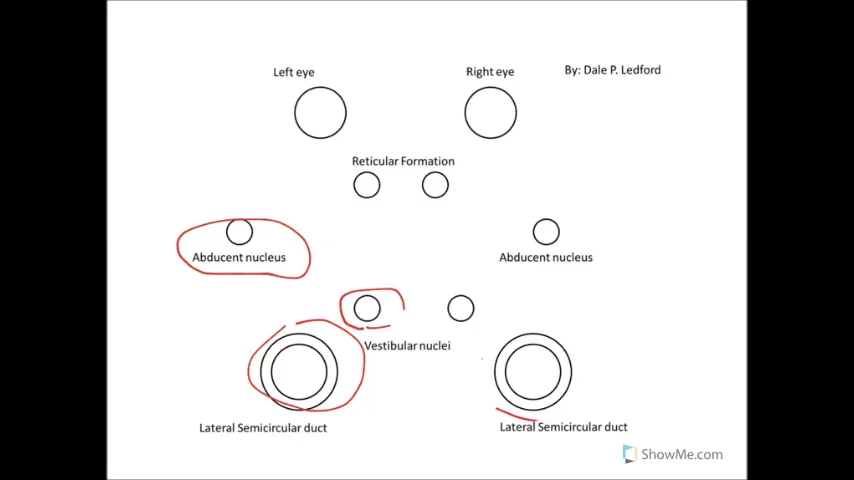 Left eye
Right eye
By: Dale P. Ledford
Reticular Formation
Abducent nucleus
Abducent nucleus
Vestibular nuclei
Lateral Semicircular duct
Lateral Semicircular duct
ShowMe.com